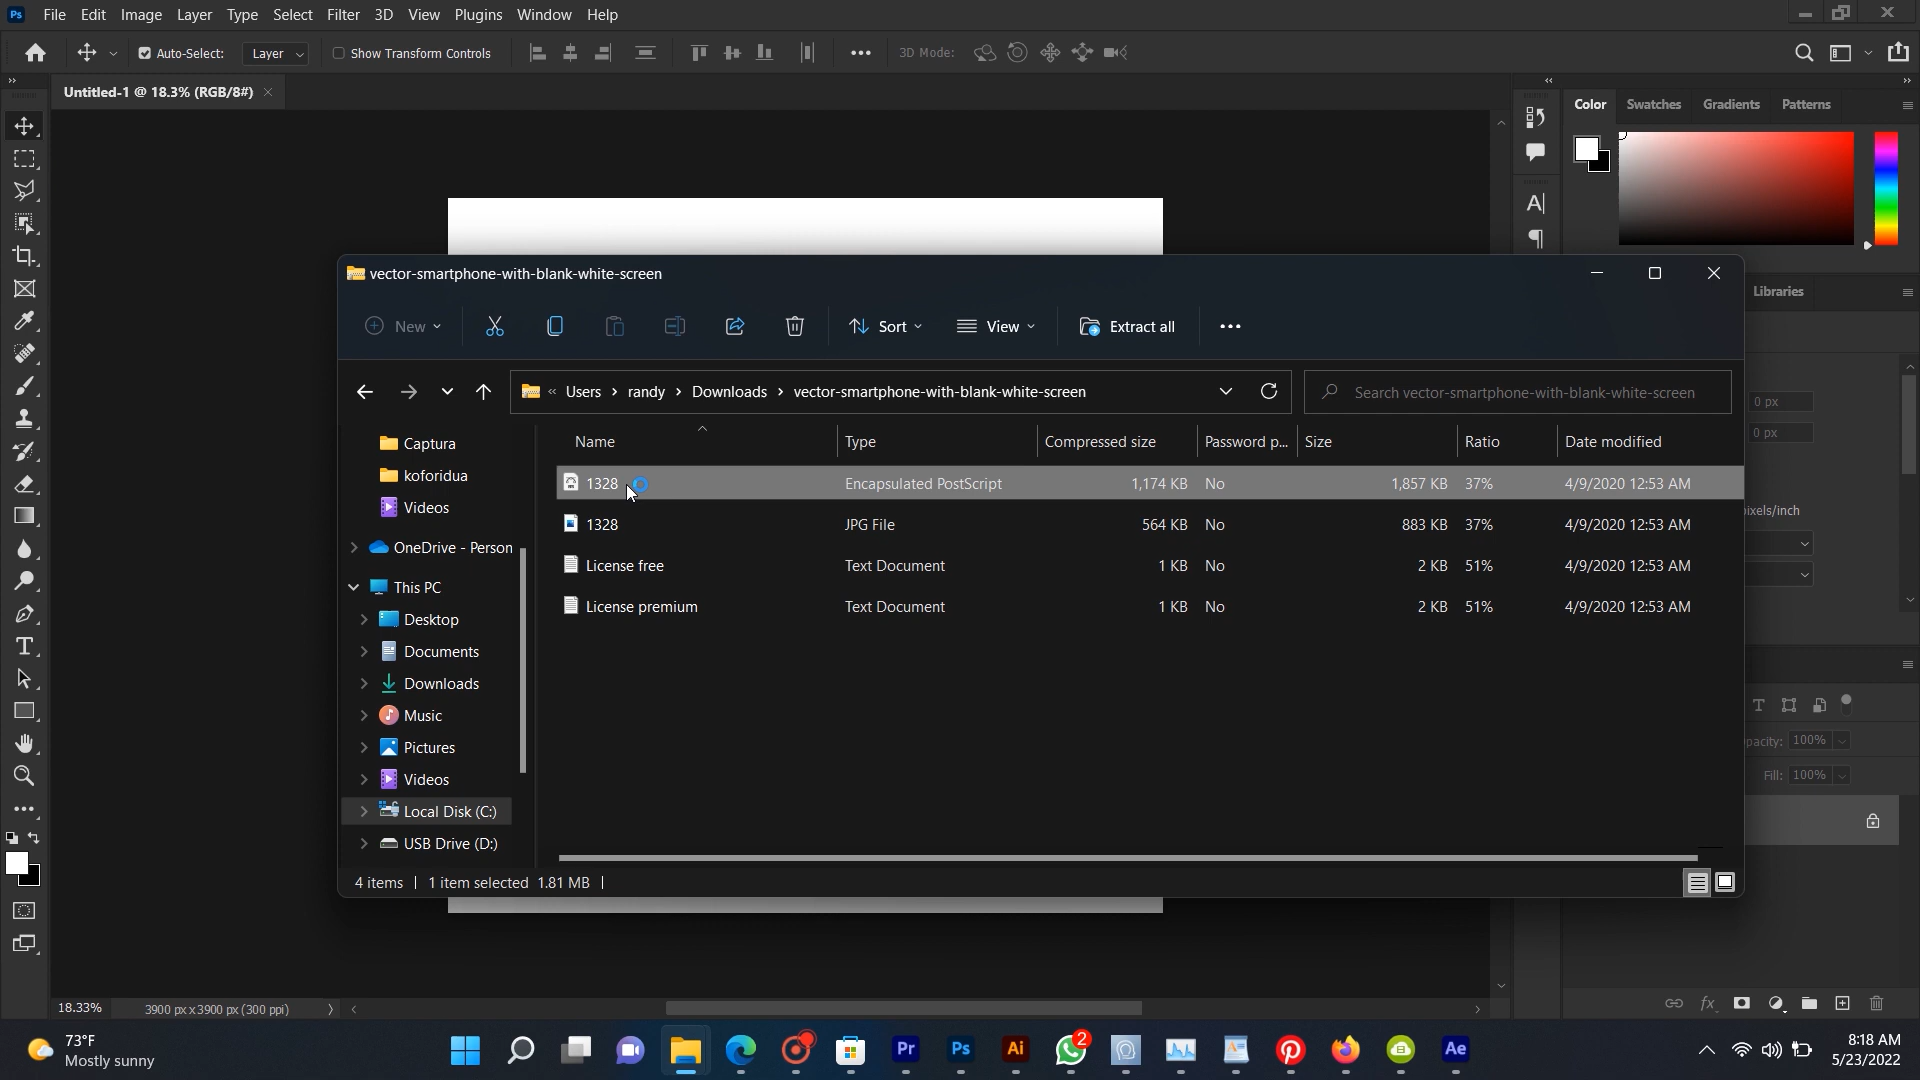 Ps File Edit Image Layer Type Select Filter 3D View Plugins Window Help
Auto-Select: Layer Show Transform Controls 3D Mode:
Untitled-1 @ 18.3% (RGB/8#)
Color Swatches Gradients Patterns
Libraries
0 px
0 px
pixels/inch
pacity: 100%
Fill: 100%
vector-smartphone-with-blank-white-screen
New Sort View Extract all
Users Downloads randy vector-smartphone-with-blank-white-screen
Search vector-smartphone-with-blank-white-screen
Captura
koforidua
Videos
OneDrive - Person
This PC
Desktop
Documents
Downloads
Music
Pictures
Videos
Local Disk (C:)
USB Drive (D:)
Name Type Compressed size Password p... Size Ratio Date modified
1328 Encapsulated PostScript 1,174 KB No 1,857 KB 37% 4/9/2020 12:53 AM
1328 JPG File 564 KB No 883 KB 37% 4/9/2020 12:53 AM
License free Text Document 1 KB No 2 KB 51% 4/9/2020 12:53 AM
License premium Text Document 1 KB No 2 KB 51% 4/9/2020 12:53 AM
4 items 1 item selected 1.81 MB
18.33% 3900 px x 3900 px (300 ppi)
73°F
Mostly sunny
Pr Ps Ai 2 Ae
8:18 AM
5/23/2022